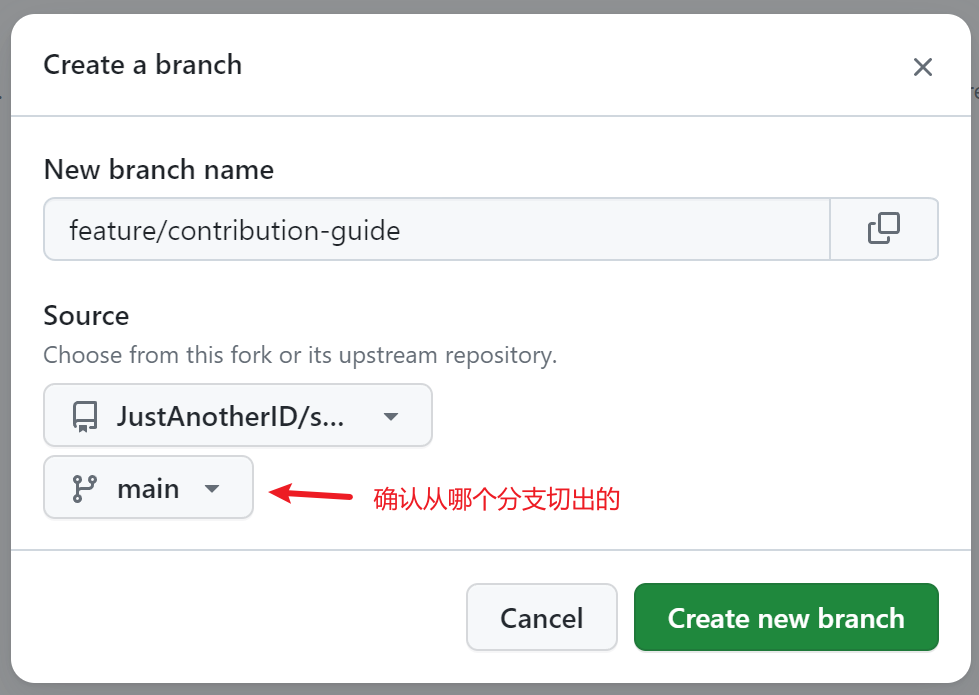 Create a branch
New branch name
feature/contribution-guide
Source
Choose from this fork or its upstream repository.
JustAnotherID/s...
main
确认从哪个分支切出的
Cancel
Create new branch